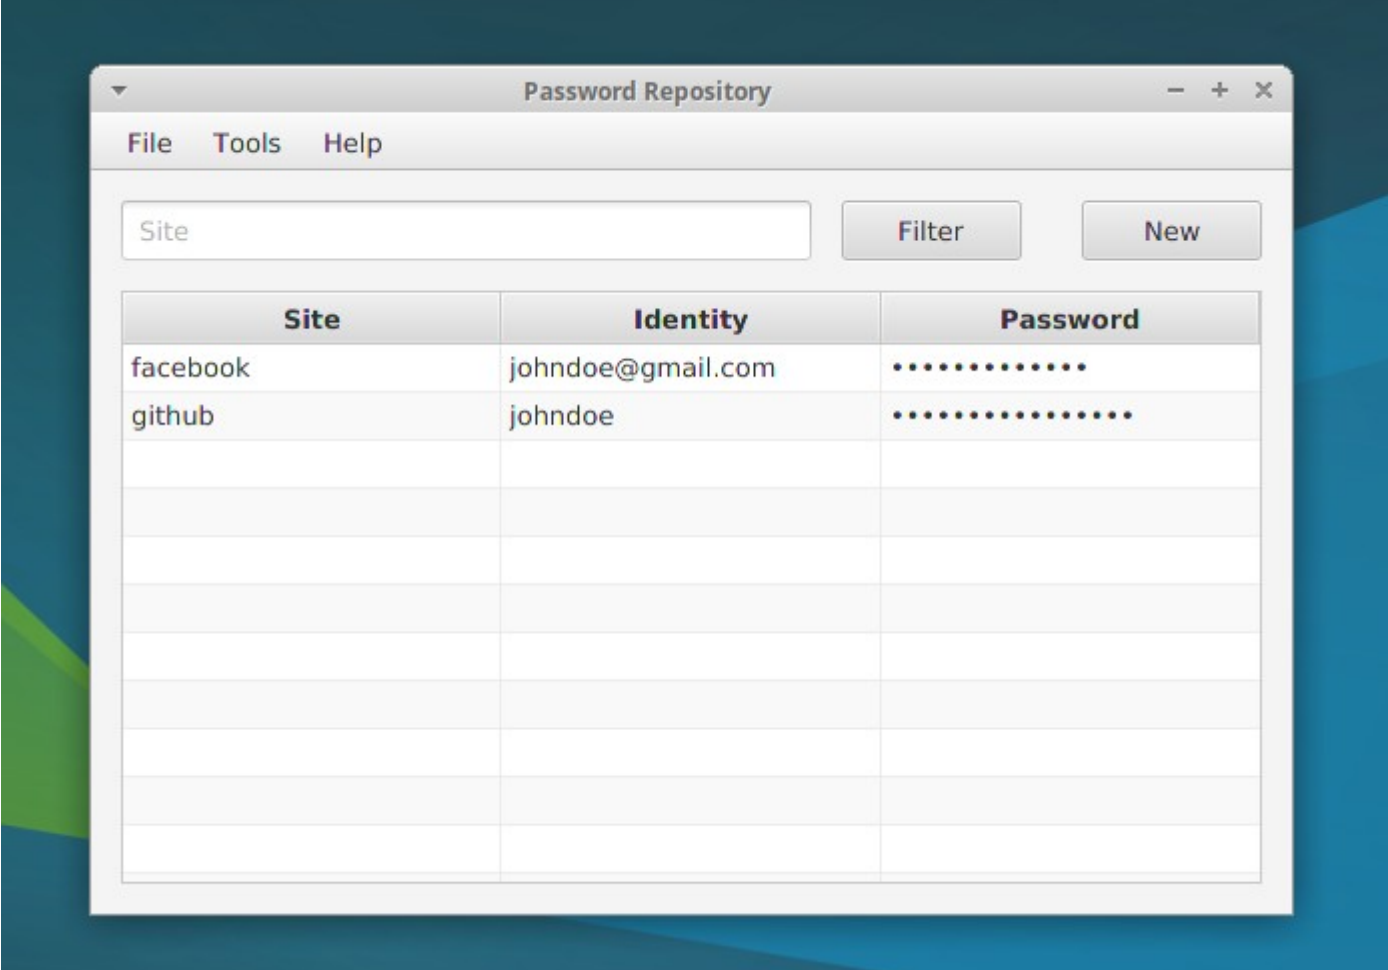 Password Repository
File Tools Help
Site Filter New
Site Identity Password
facebook johndoe@gmail.com •••••••••••••
github johndoe ••••••••••••••••